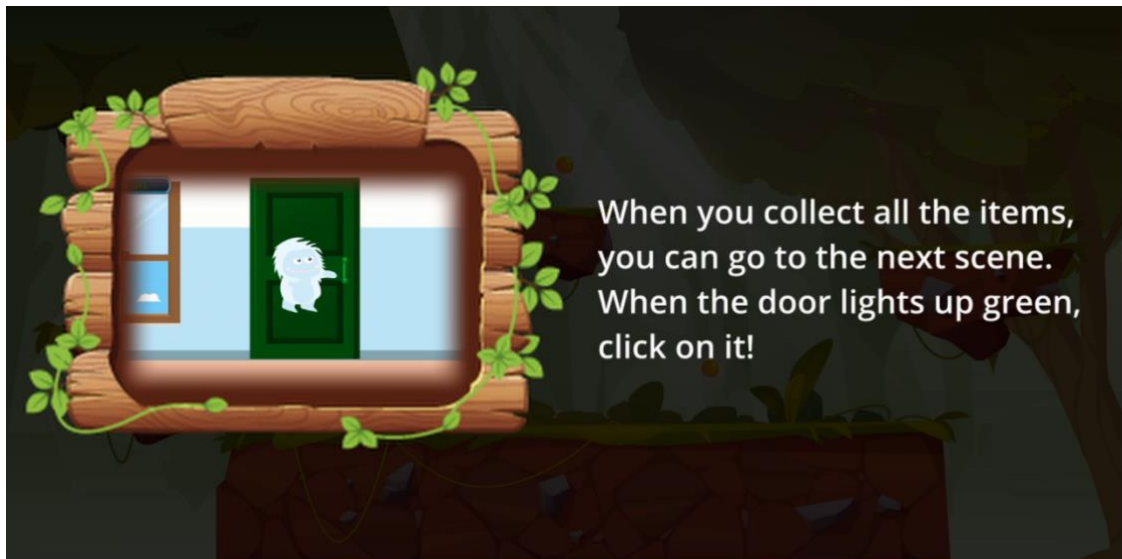 When you collect all the items,
you can go to the next scene.
When the door lights up green,
click on it!